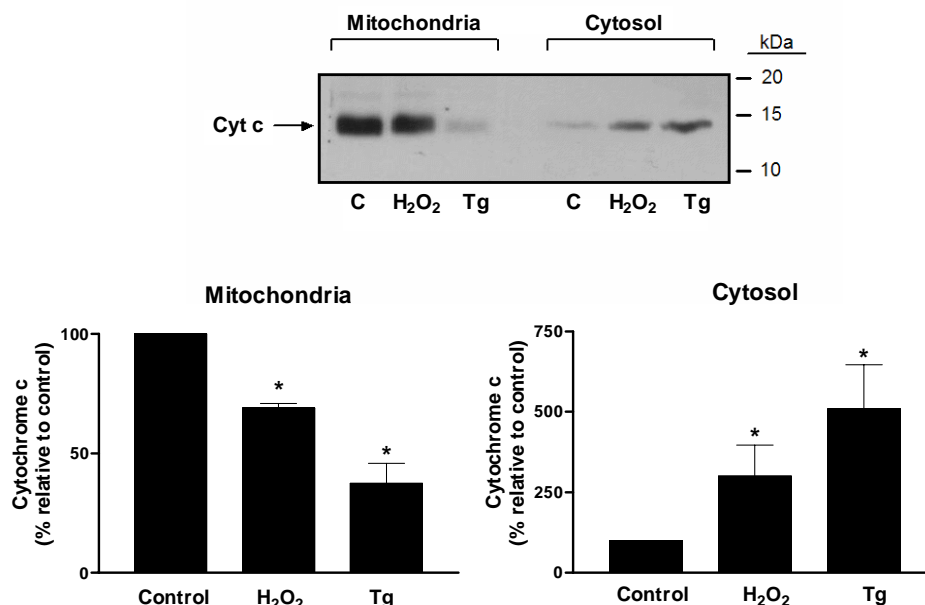 Mitochondria Cytosol kDa
20
Cyt c 15
10
C H₂O₂ Tg C H₂O₂ Tg
Mitochondria
Cytochrome c
(% relative to control)
100
50
0
Control H₂O₂ Tg
*
*
Cytosol
Cytochrome c
(% relative to control)
750
500
250
0
Control H₂O₂ Tg
*
*